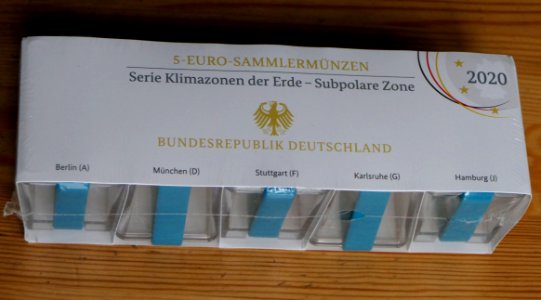 5-EURO-SAMMLERMÜNZEN
Serie Klimazonen der Erde – Subpolare Zone
2020
BUNDESREPUBLIK DEUTSCHLAND
Berlin (A) München (D) Stuttgart (F) Karlsruhe (G) Hamburg (J)